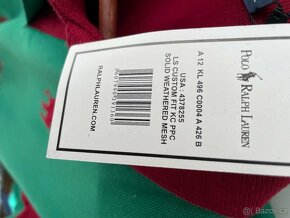 POLO
RALPH LAUREN
A 12 KL 496 C0004 A 426 B
USA - 4378255
LS CUSTOM FIT KC PPC
SOLID WEATHERED MESH
RALPHLAUREN.COM
Bazoš.cz